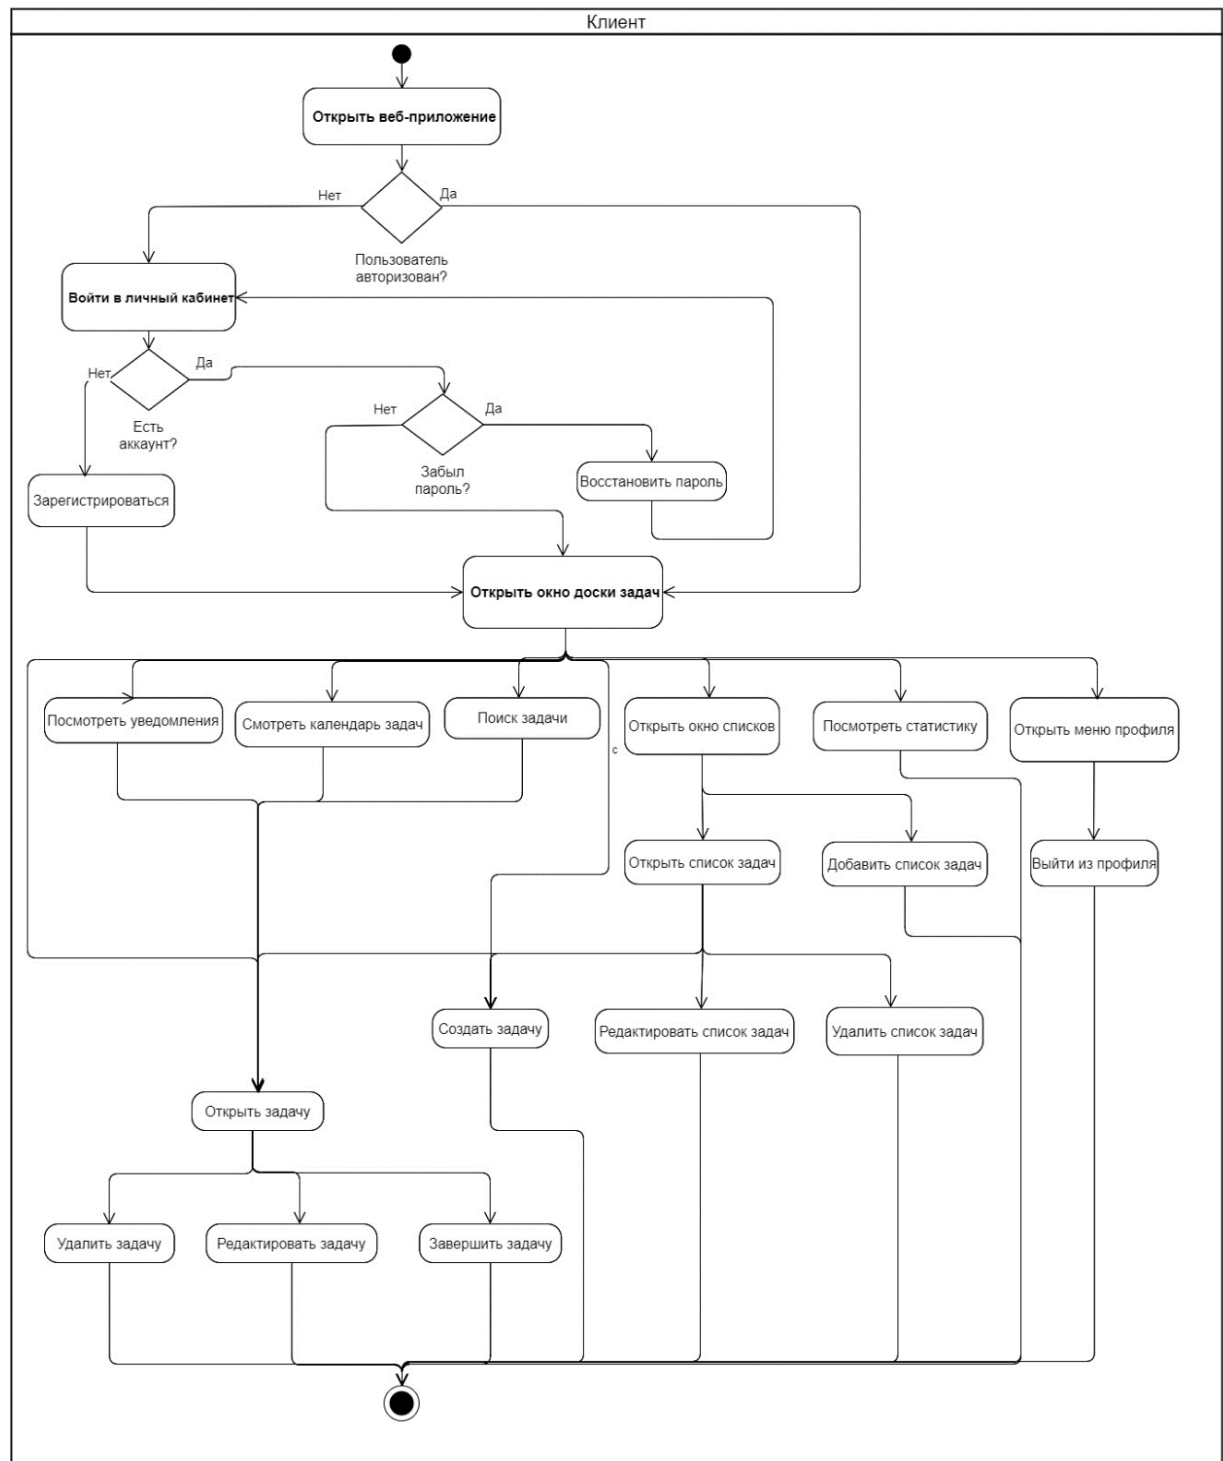 Клиент
Открыть веб-приложение
Нет
Да
Пользователь
авторизован?
Войти в личный кабинет
Нет
Да
Есть
аккаунт?
Нет
Да
Забыл
пароль?
Восстановить пароль
Зарегистрироваться
Открыть окно доски задач
Посмотреть уведомления
Смотреть календарь задач
Поиск задачи
с
Открыть окно списков
Посмотреть статистику
Открыть меню профиля
Открыть список задач
Добавить список задач
Выйти из профиля
Создать задачу
Редактировать список задач
Удалить список задач
Открыть задачу
Удалить задачу
Редактировать задачу
Завершить задачу